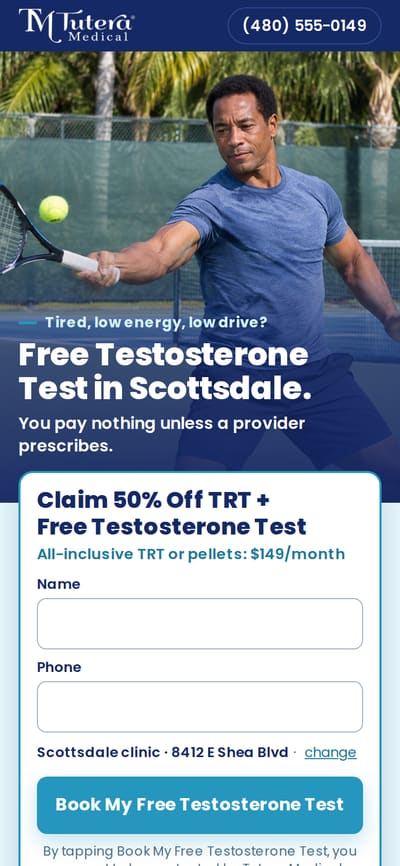 Tutera
Medical
(480) 555-0149
Tired, low energy, low drive?
Free Testosterone
Test in Scottsdale.
You pay nothing unless a provider
prescribes.
Claim 50% Off TRT +
Free Testosterone Test
All-inclusive TRT or pellets: $149/month
Name
Phone
Scottsdale clinic · 8412 E Shea Blvd · change
Book My Free Testosterone Test
By tapping Book My Free Testosterone Test, you